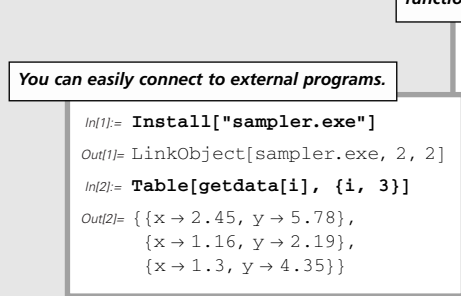 functio
You can easily connect to external programs.
In[1]:= Install["sampler.exe"]
Out[1]= LinkObject[sampler.exe, 2, 2]
In[2]:= Table[getdata[i], {i, 3}]
Out[2]= {{x → 2.45, y → 5.78},
{x → 1.16, y → 2.19},
{x → 1.3, y → 4.35}}